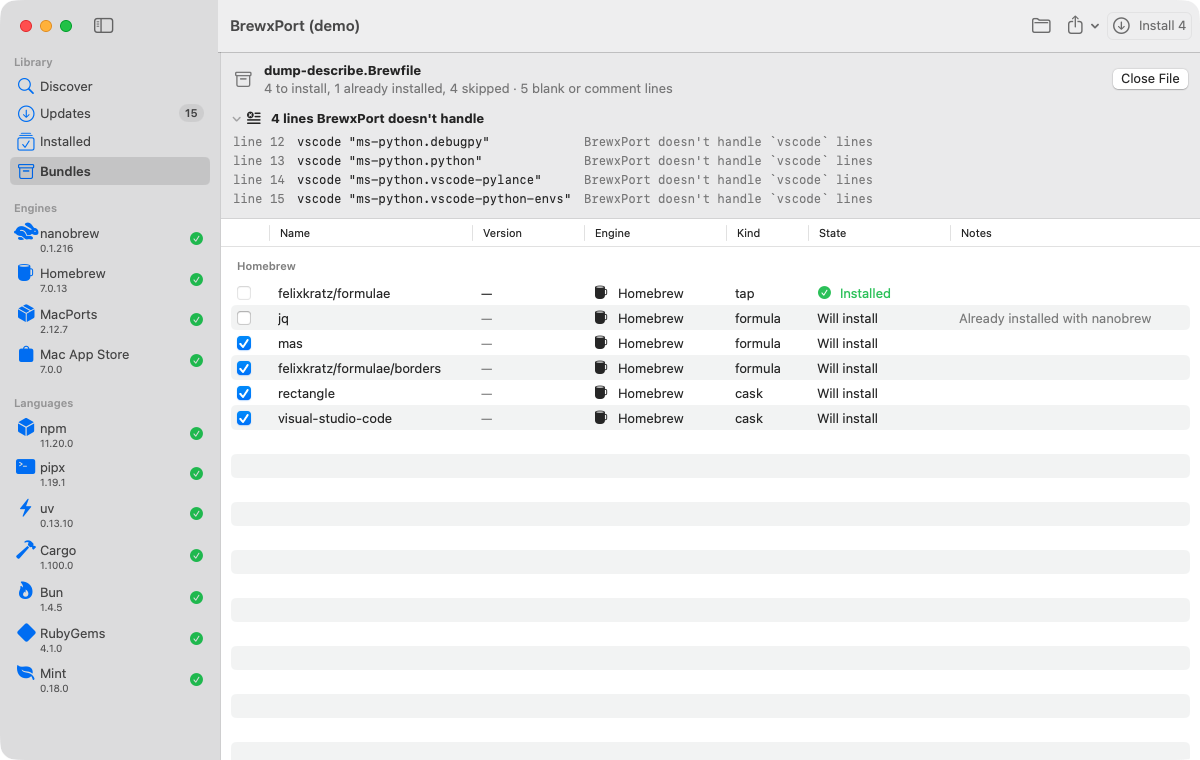 BrewxPort (demo)
Install 4
Library
Discover
Updates 15
Installed
Bundles
Engines
nanobrew
0.1.216
Homebrew
7.0.13
MacPorts
2.12.7
Mac App Store
7.0.0
Languages
npm
11.20.0
pipx
1.19.1
uv
0.13.10
Cargo
1.100.0
Bun
1.4.5
RubyGems
4.1.0
Mint
0.18.0
dump-describe.Brewfile
4 to install, 1 already installed, 4 skipped · 5 blank or comment lines
Close File
4 lines BrewxPort doesn't handle
line 12 vscode "ms-python.debugpy" BrewxPort doesn't handle `vscode` lines
line 13 vscode "ms-python.python" BrewxPort doesn't handle `vscode` lines
line 14 vscode "ms-python.vscode-pylance" BrewxPort doesn't handle `vscode` lines
line 15 vscode "ms-python.vscode-python-envs" BrewxPort doesn't handle `vscode` lines
Name Version Engine Kind State Notes
Homebrew
felixkratz/formulae — Homebrew tap Installed
jq — Homebrew formula Will install Already installed with nanobrew
mas — Homebrew formula Will install
felixkratz/formulae/borders — Homebrew formula Will install
rectangle — Homebrew cask Will install
visual-studio-code — Homebrew cask Will install